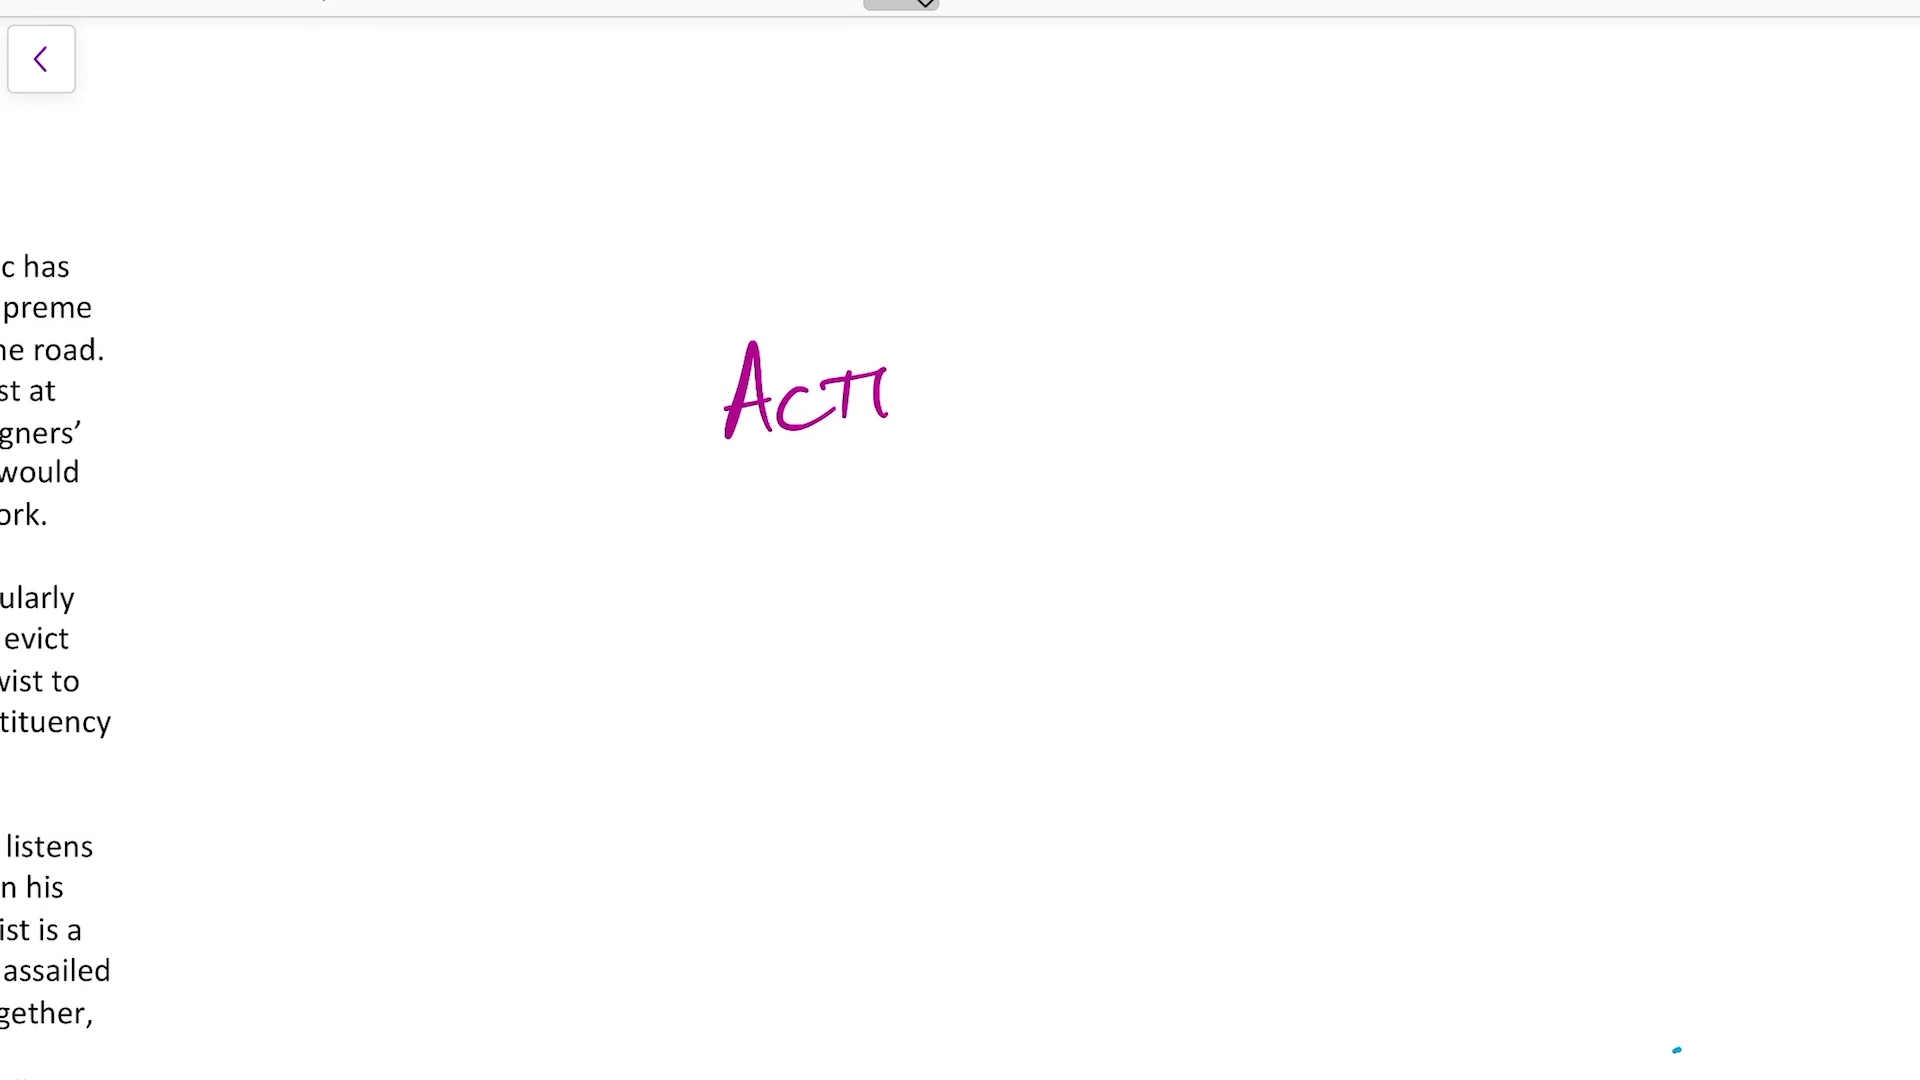 c has
preme
ne road.
st at
gners’
would
ork.
ularly
evict
vist to
tituency
listens
n his
ist is a
assailed
gether,
ACTI